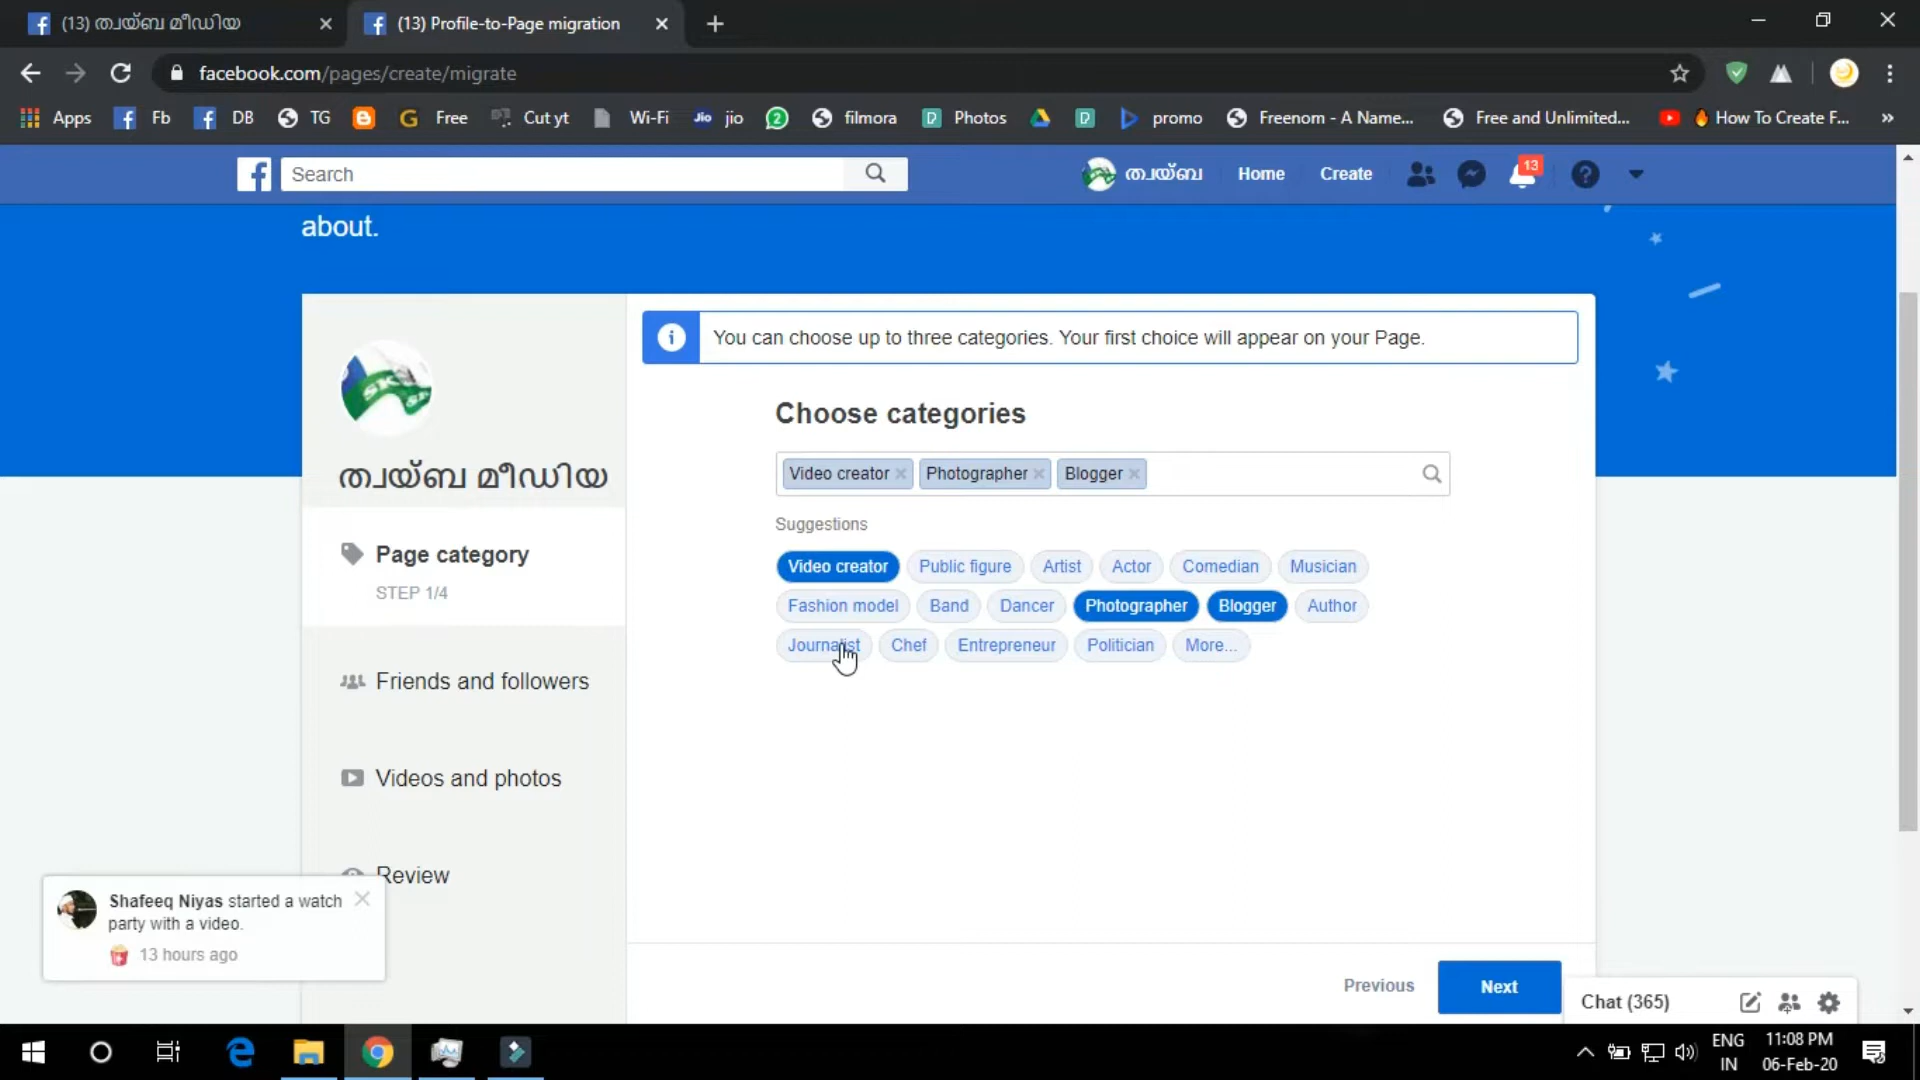 (13) ത്വയ്ബ മീഡിയ
(13) Profile-to-Page migration
facebook.com/pages/create/migrate
Apps
Fb
DB
TG
Free
Cut yt
Wi-Fi
Jio
jio
2
filmora
Photos
promo
Freenom - A Name...
Free and Unlimited...
How To Create F...
»
Search
ത്വയ്ബ
Home
Create
13
about.
You can choose up to three categories. Your first choice will appear on your Page.
ത്വയ്ബ മീഡിയ
Choose categories
Video creator
Photographer
Blogger
Suggestions
Video creator
Public figure
Artist
Actor
Comedian
Musician
Fashion model
Band
Dancer
Photographer
Blogger
Author
Journalist
Chef
Entrepreneur
Politician
More...
Page category
STEP 1/4
Friends and followers
Videos and photos
Review
Shafeeq Niyas started a watch
party with a video.
13 hours ago
Previous
Next
Chat (365)
ENG
IN
11:08 PM
06-Feb-20